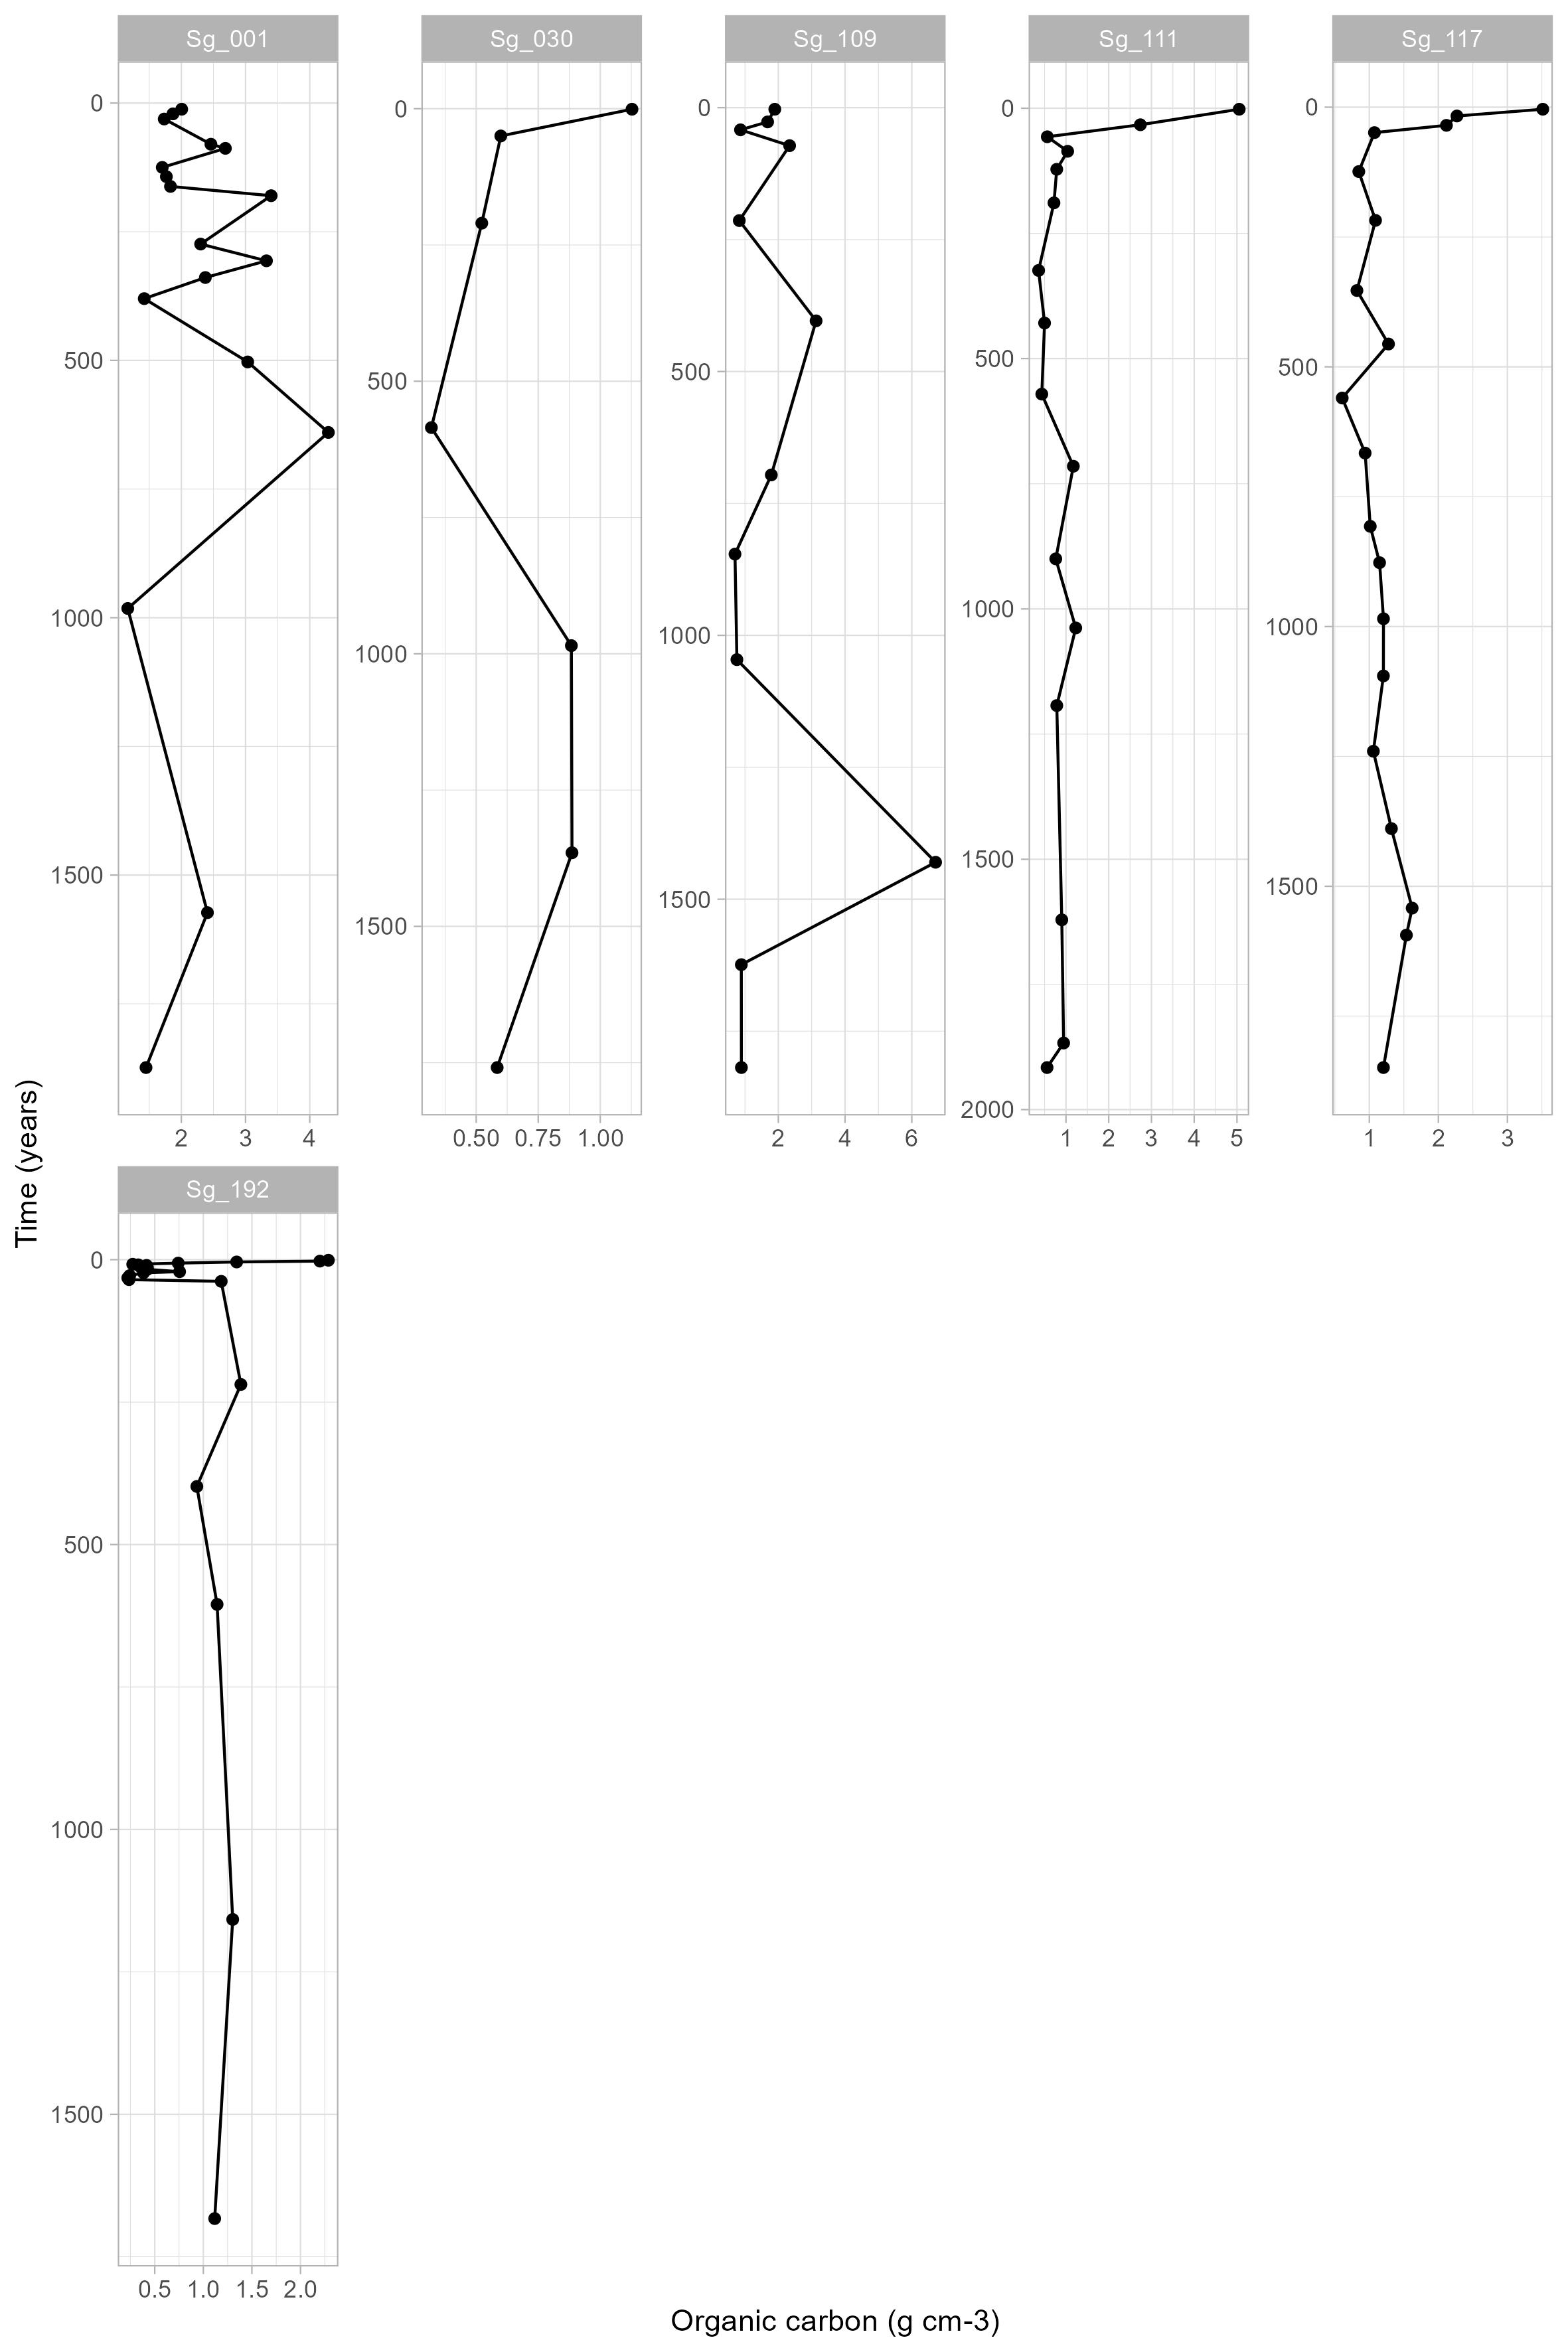 Sg_001 Sg_030 Sg_109 Sg_111 Sg_117
0 0 0 0 0
500 500 500 500 500
1000 1000 1000 1000 1000
1500 1500 1500 1500 1500
2000
2 3 4 0.50 0.75 1.00 2 4 6 1 2 3 4 5 1 2 3
Time (years)
Sg_192
0
500
1000
1500
0.5 1.0 1.5 2.0
Organic carbon (g cm-3)